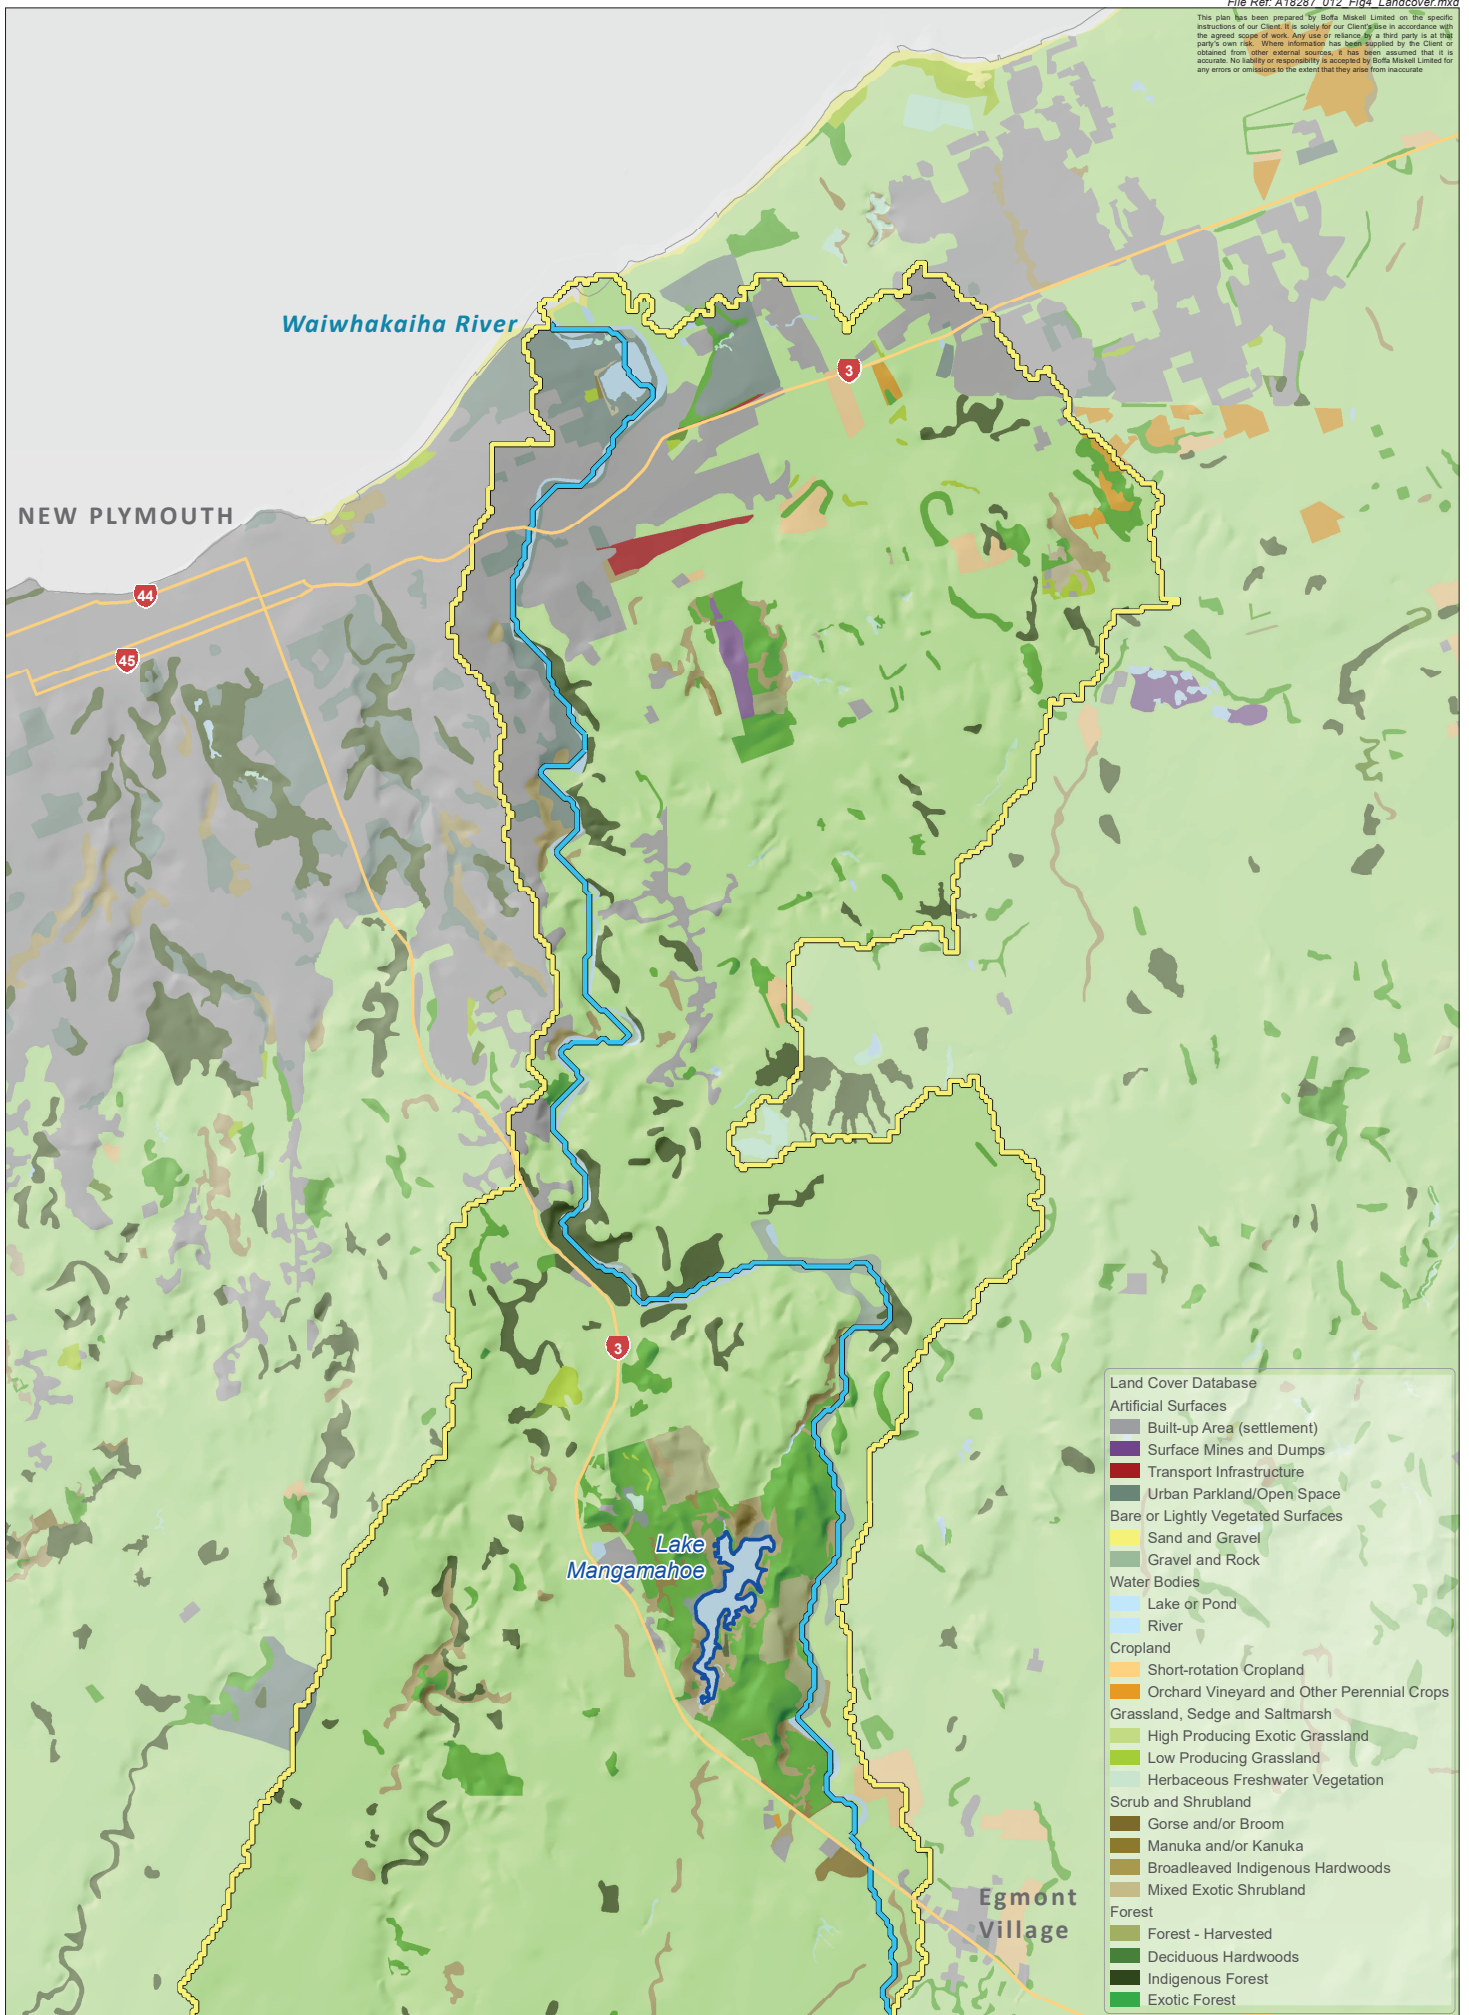 File Ref: A18287_012_Fig4_Landcover.mxd
This plan has been prepared by Boffa Miskell Limited on the specific
instructions of our Client. It is solely for our Client's use in accordance with
the agreed scope of work. Any use or reliance by a third party is at that
party's own risk. Where information has been supplied by the Client or
obtained from other external sources, it has been assumed that it is
accurate. No liability or responsibility is accepted by Boffa Miskell Limited for
any errors or omissions to the extent that they arise from inaccurate
Waiwhakaiha River
3
NEW PLYMOUTH
44
45
3
Lake
Mangamahoe
Egmont
Village
Land Cover Database
Artificial Surfaces
Built-up Area (settlement)
Surface Mines and Dumps
Transport Infrastructure
Urban Parkland/Open Space
Bare or Lightly Vegetated Surfaces
Sand and Gravel
Gravel and Rock
Water Bodies
Lake or Pond
River
Cropland
Short-rotation Cropland
Orchard Vineyard and Other Perennial Crops
Grassland, Sedge and Saltmarsh
High Producing Exotic Grassland
Low Producing Grassland
Herbaceous Freshwater Vegetation
Scrub and Shrubland
Gorse and/or Broom
Manuka and/or Kanuka
Broadleaved Indigenous Hardwoods
Mixed Exotic Shrubland
Forest
Forest - Harvested
Deciduous Hardwoods
Indigenous Forest
Exotic Forest